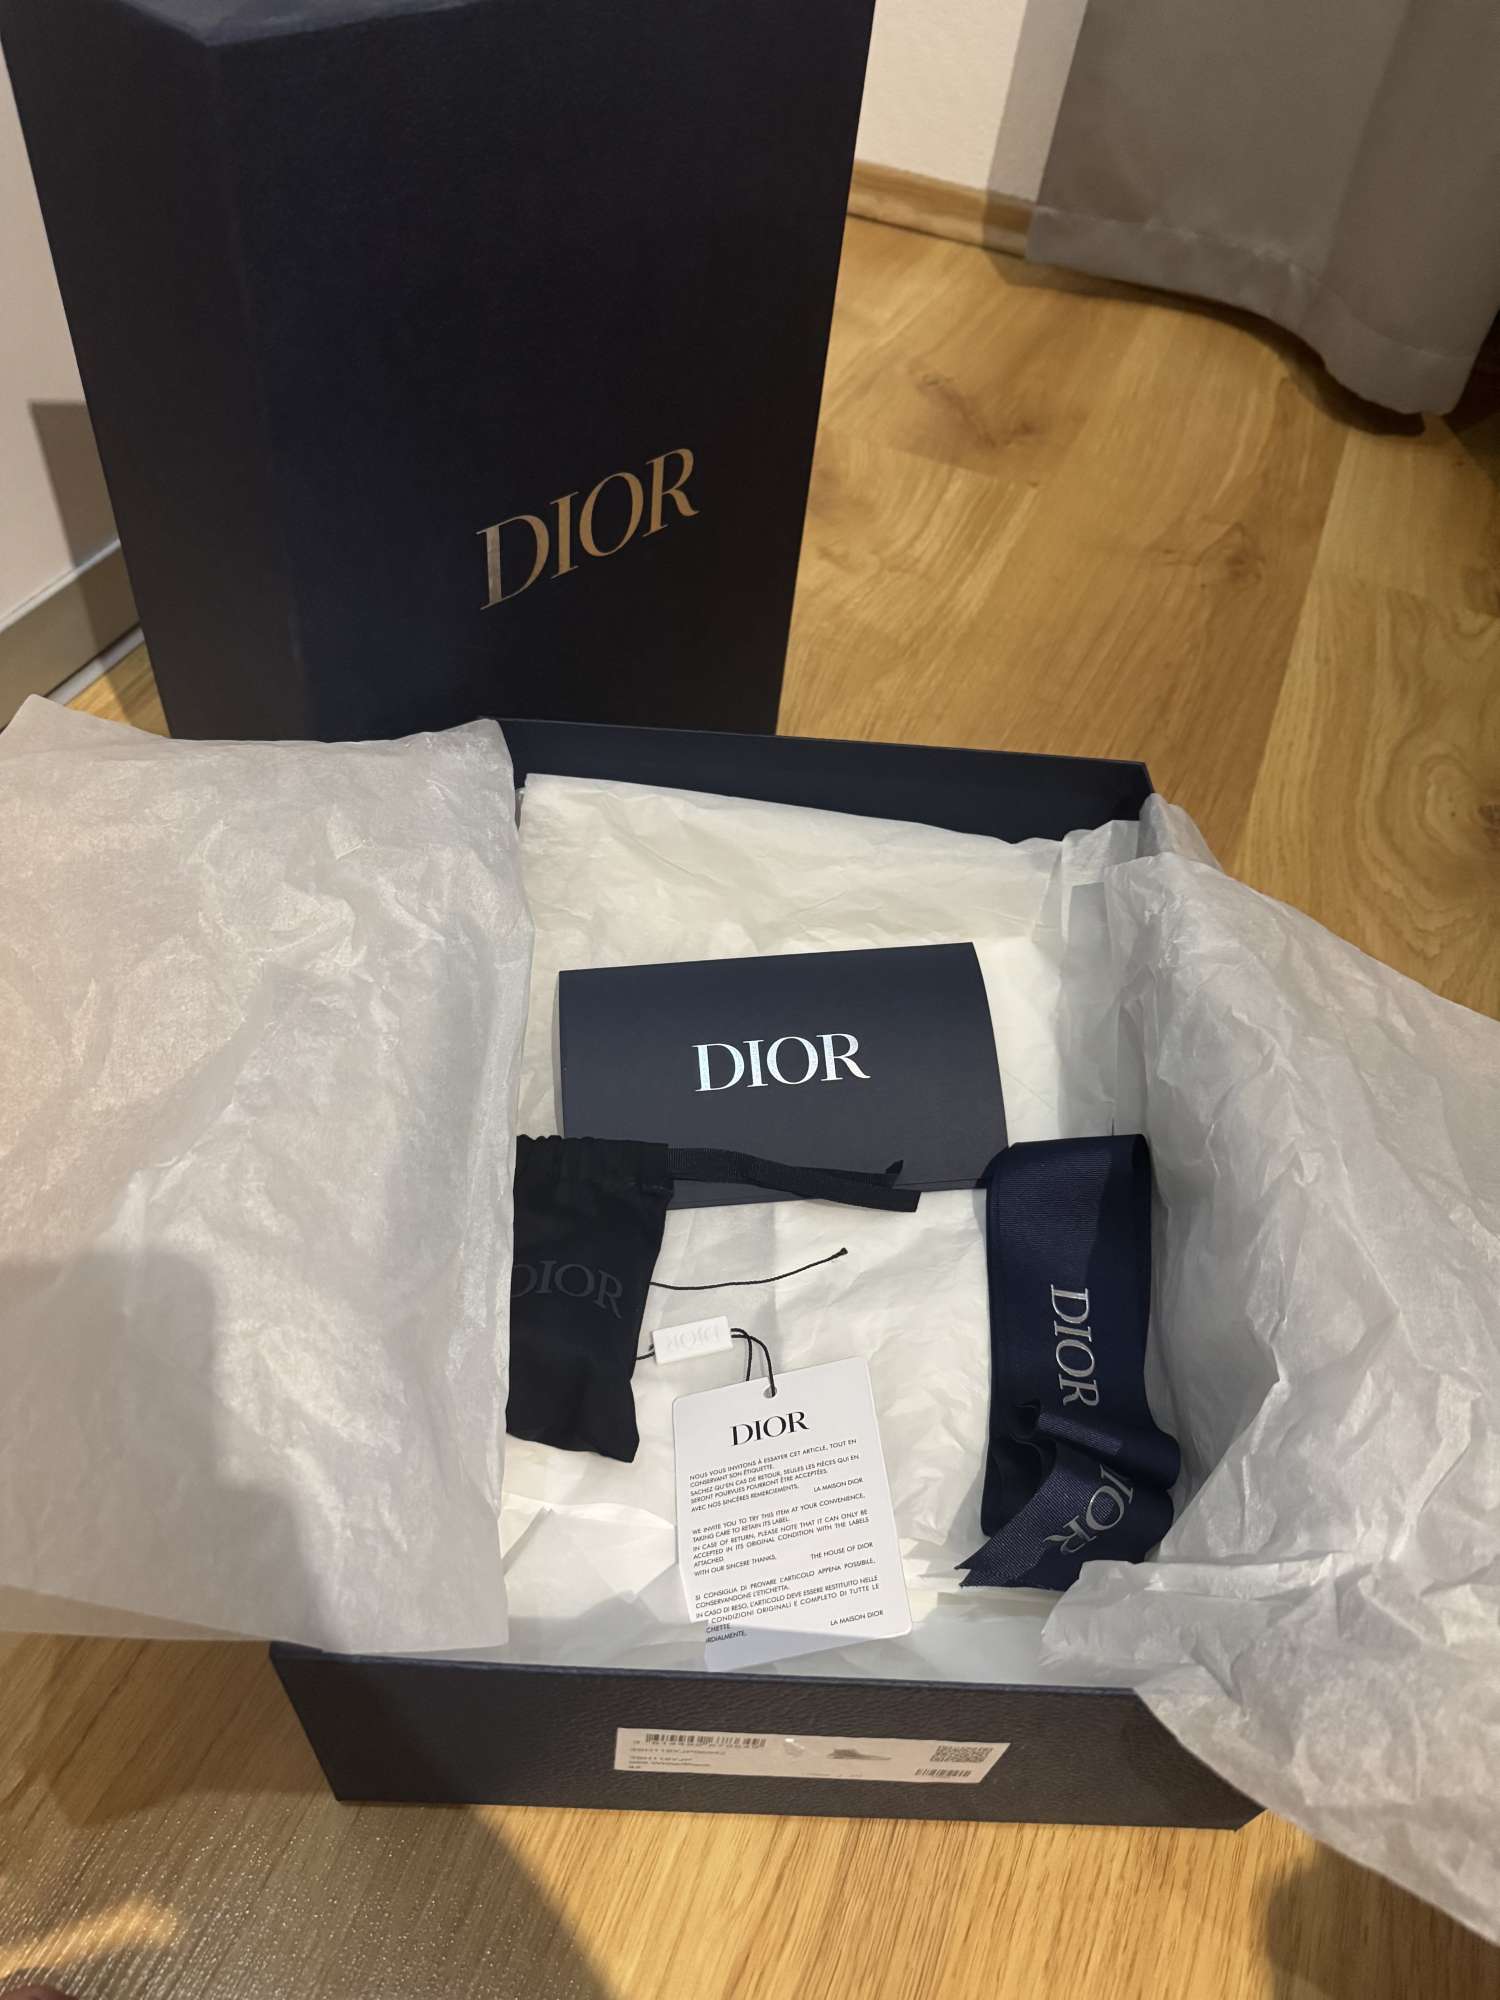 DIOR
DIOR
DIOR
DIOR
DIOR
DIOR
DIOR
DIOR
NOUS VOUS INVITONS À ESSAYER CET ARTICLE, TOUT EN
CONSERVANT SON ÉTIQUETTE.
SACHEZ QU'EN CAS DE RETOUR, SEULES LES PIÈCES QUI EN
SERONT POURVUES POURRONT ÊTRE ACCEPTÉES.
AVEC NOS SINCÈRES REMERCIEMENTS, LA MAISON DIOR
WE INVITE YOU TO TRY THIS ITEM AT YOUR CONVENIENCE,
TAKING CARE TO RETAIN ITS LABEL.
IN CASE OF RETURN, PLEASE NOTE THAT IT CAN ONLY BE
ACCEPTED IN ITS ORIGINAL CONDITION WITH THE LABELS
ATTACHED.
WITH OUR SINCERE THANKS, THE HOUSE OF DIOR
SI CONSIGLIA DI PROVARE L'ARTICOLO APPENA POSSIBILE,
CONSERVANDONE L'ETICHETTA.
IN CASO DI RESO, L'ARTICOLO DEVE ESSERE RESTITUITO NELLE
CONDIZIONI ORIGINALI E COMPLETO DI TUTTE LE
CHETTE
RDIALMENTE, LA MAISON DIOR